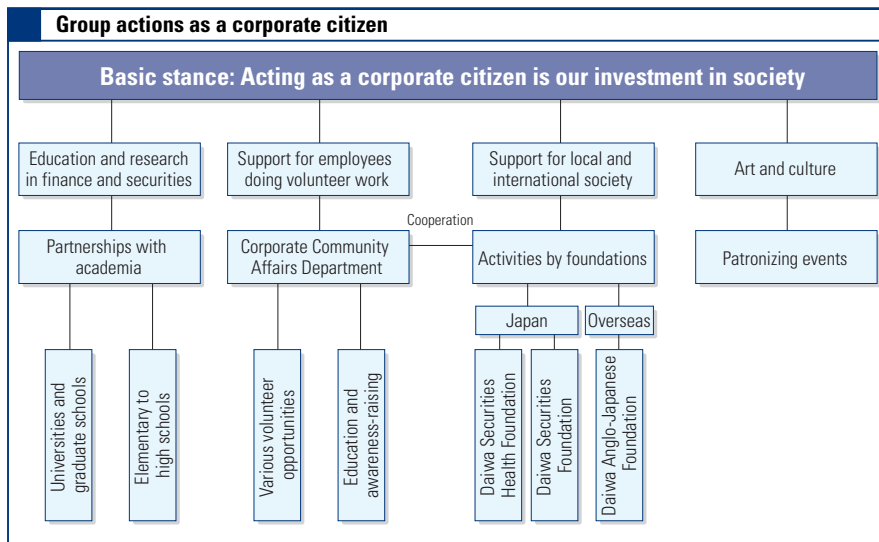 Group actions as a corporate citizen
Basic stance: Acting as a corporate citizen is our investment in society
Education and research
in finance and securities
Support for employees
doing volunteer work
Support for local and
international society
Art and culture
Cooperation
Partnerships with
academia
Corporate Community
Affairs Department
Activities by foundations
Patronizing events
Japan
Overseas
Universities and
graduate schools
Elementary to
high schools
Various volunteer
opportunities
Education and
awareness-raising
Daiwa Securities
Health Foundation
Daiwa Securities
Foundation
Daiwa Anglo-Japanese
Foundation